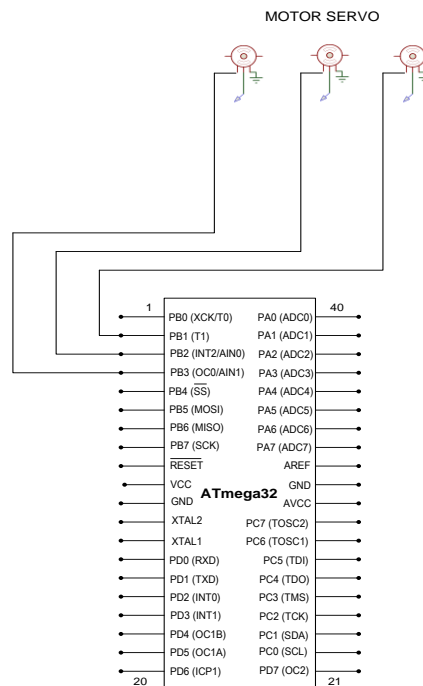 MOTOR SERVO
1 40
PB0 (XCK/T0) PA0 (ADC0)
PB1 (T1) PA1 (ADC1)
PB2 (INT2/AIN0) PA2 (ADC2)
PB3 (OC0/AIN1) PA3 (ADC3)
PB4 (SS) PA4 (ADC4)
PB5 (MOSI) PA5 (ADC5)
PB6 (MISO) PA6 (ADC6)
PB7 (SCK) PA7 (ADC7)
RESET AREF
VCC GND
ATmega32
GND AVCC
XTAL2 PC7 (TOSC2)
XTAL1 PC6 (TOSC1)
PD0 (RXD) PC5 (TDI)
PD1 (TXD) PC4 (TDO)
PD2 (INT0) PC3 (TMS)
PD3 (INT1) PC2 (TCK)
PD4 (OC1B) PC1 (SDA)
PD5 (OC1A) PC0 (SCL)
PD6 (ICP1) PD7 (OC2)
20 21